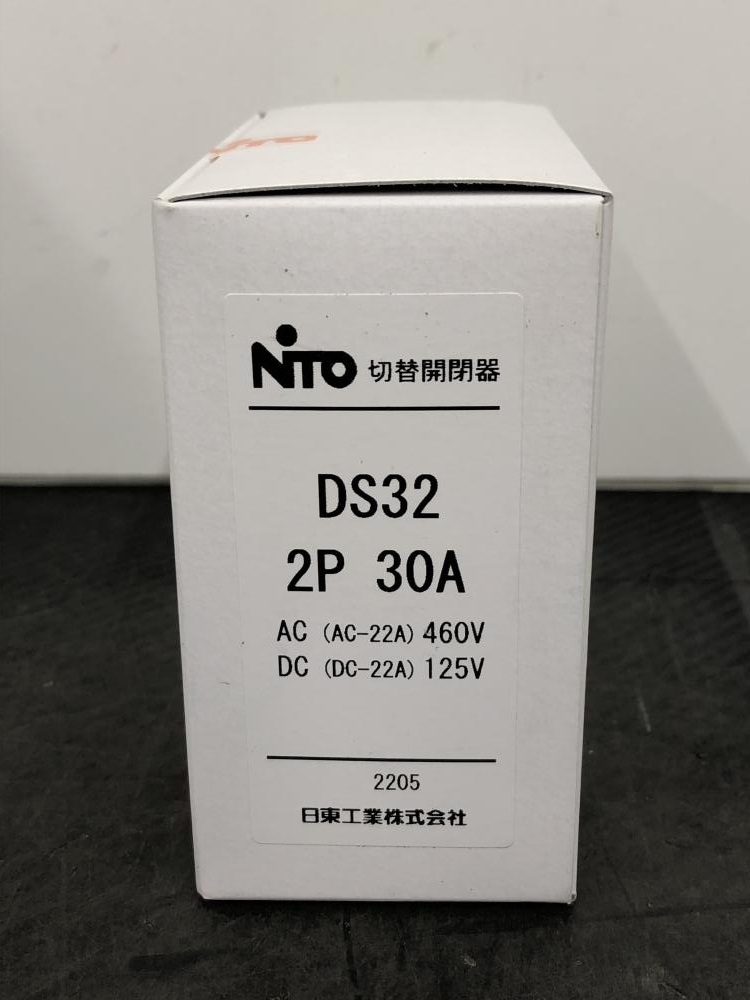 NITO
NITO 切替開閉器
DS32
2P 30A
AC (AC-22A) 460V
DC (DC-22A) 125V
2205
日東工業株式会社